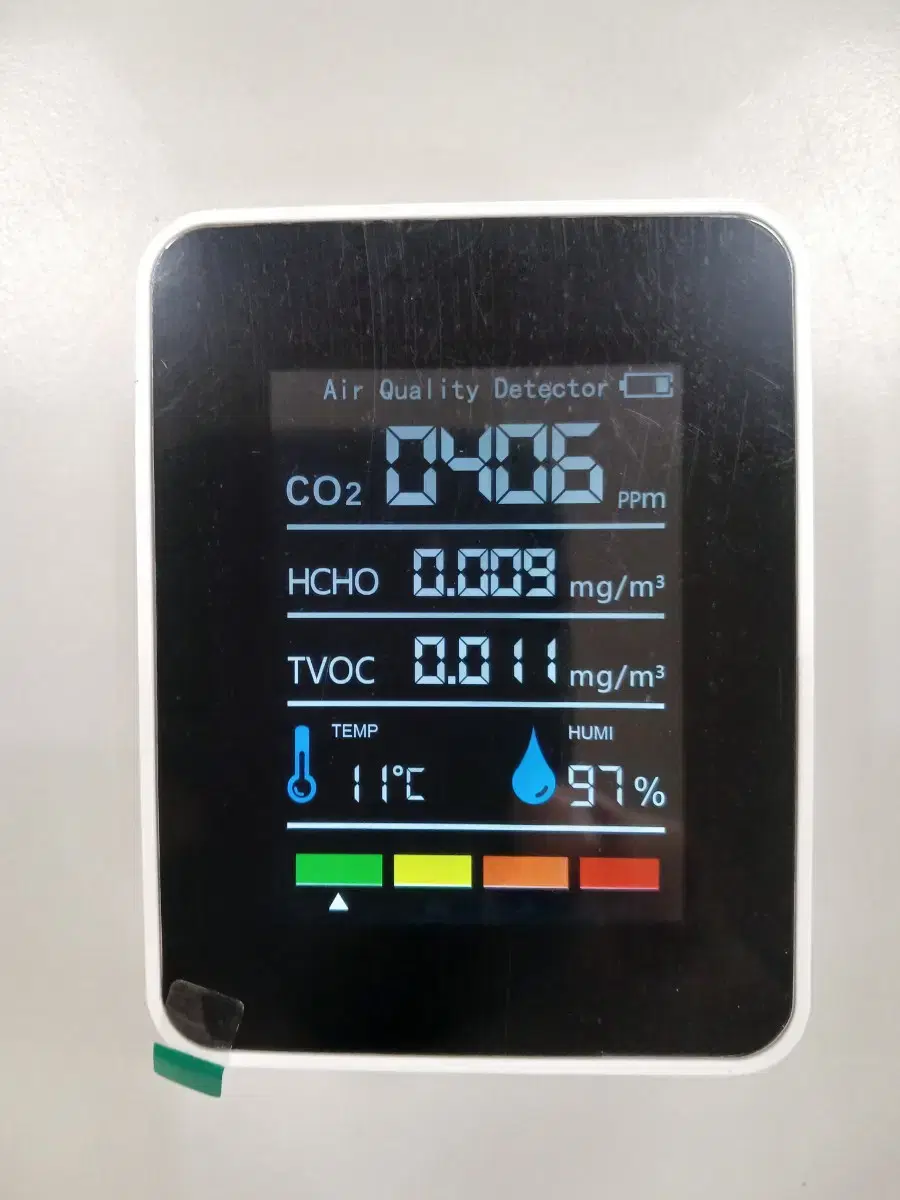 Air Quality Detector
CO2 0406 PPm
HCHO 0.009 mg/m³
TVOC 0.011 mg/m³
TEMP HUMI
11°C 97%